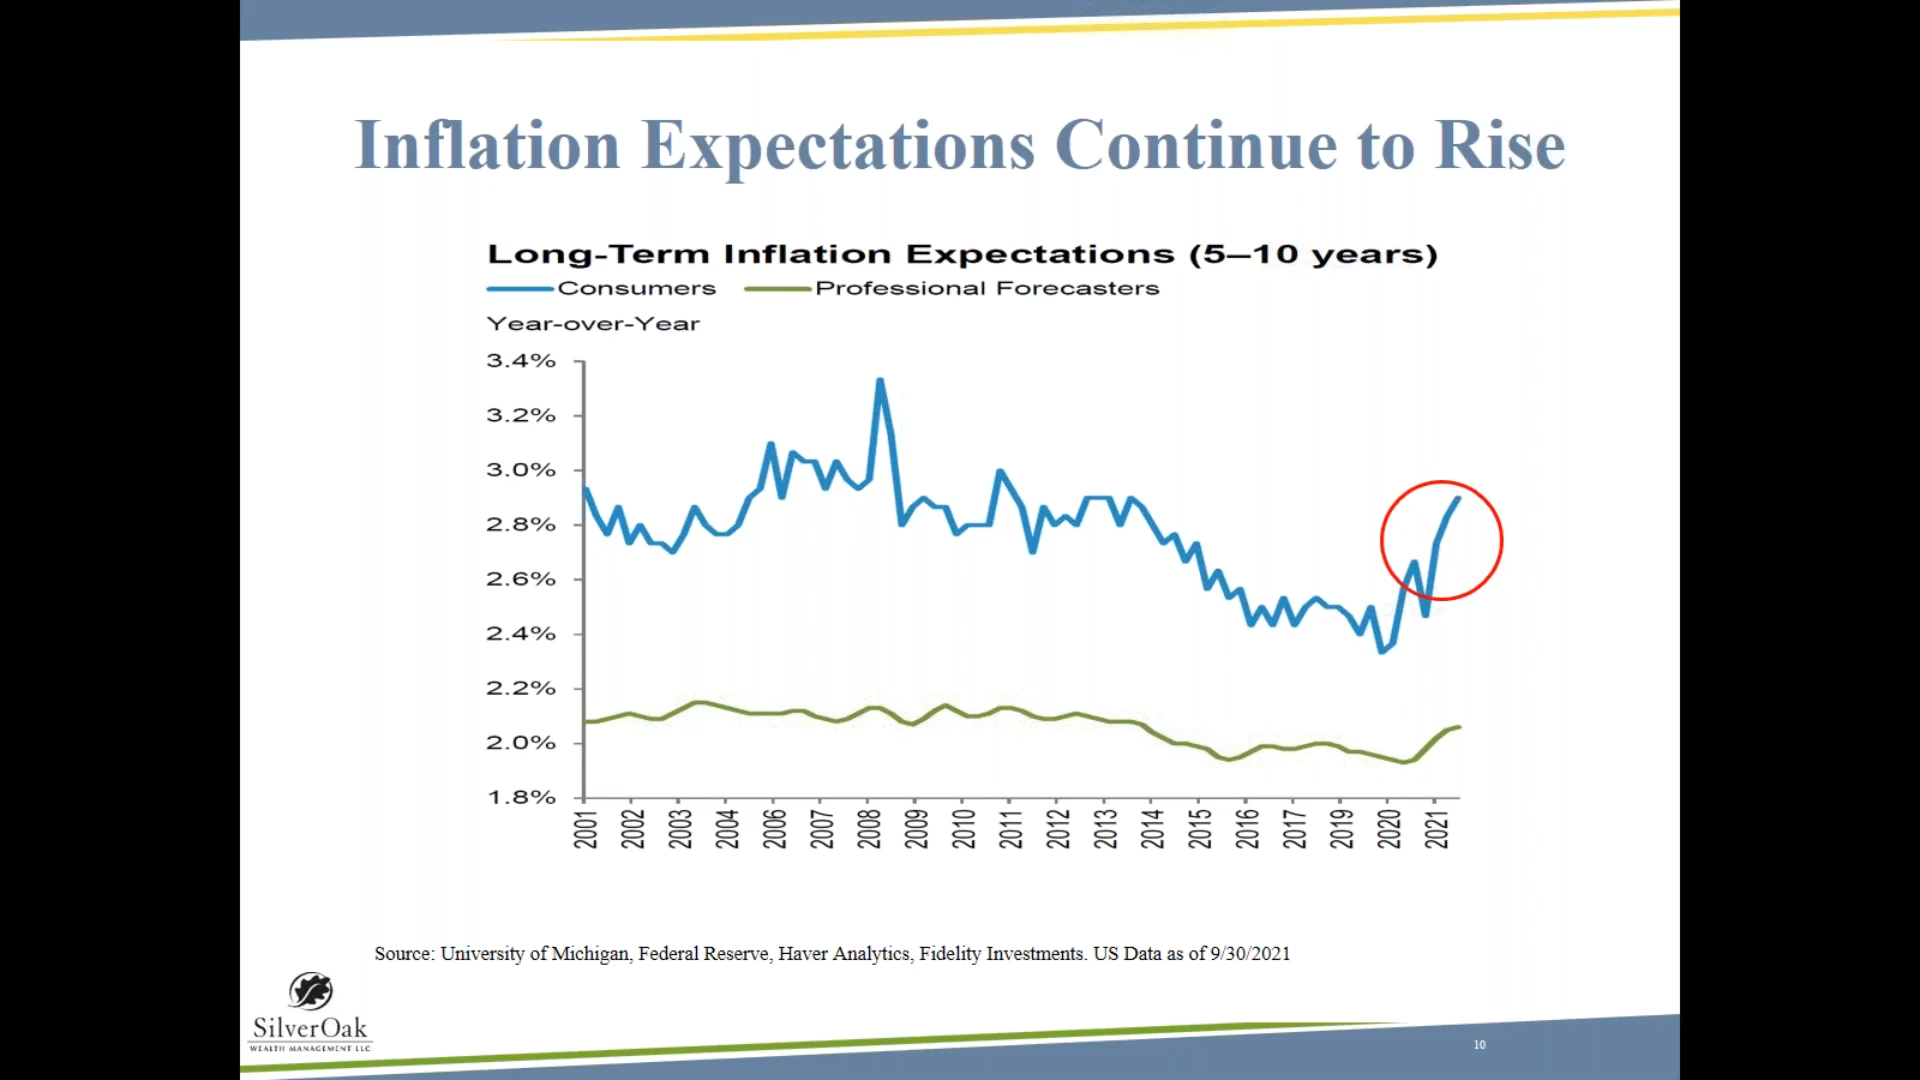 Inflation Expectations Continue to Rise
Long-Term Inflation Expectations (5–10 years)
Consumers Professional Forecasters
Year-over-Year
3.4%
3.2%
3.0%
2.8%
2.6%
2.4%
2.2%
2.0%
1.8%
2001 2002 2003 2004 2006 2007 2008 2009 2010 2011 2012 2013 2014 2015 2016 2017 2019 2020 2021
Source: University of Michigan, Federal Reserve, Haver Analytics, Fidelity Investments. US Data as of 9/30/2021
SilverOak
WEALTH MANAGEMENT LLC
10